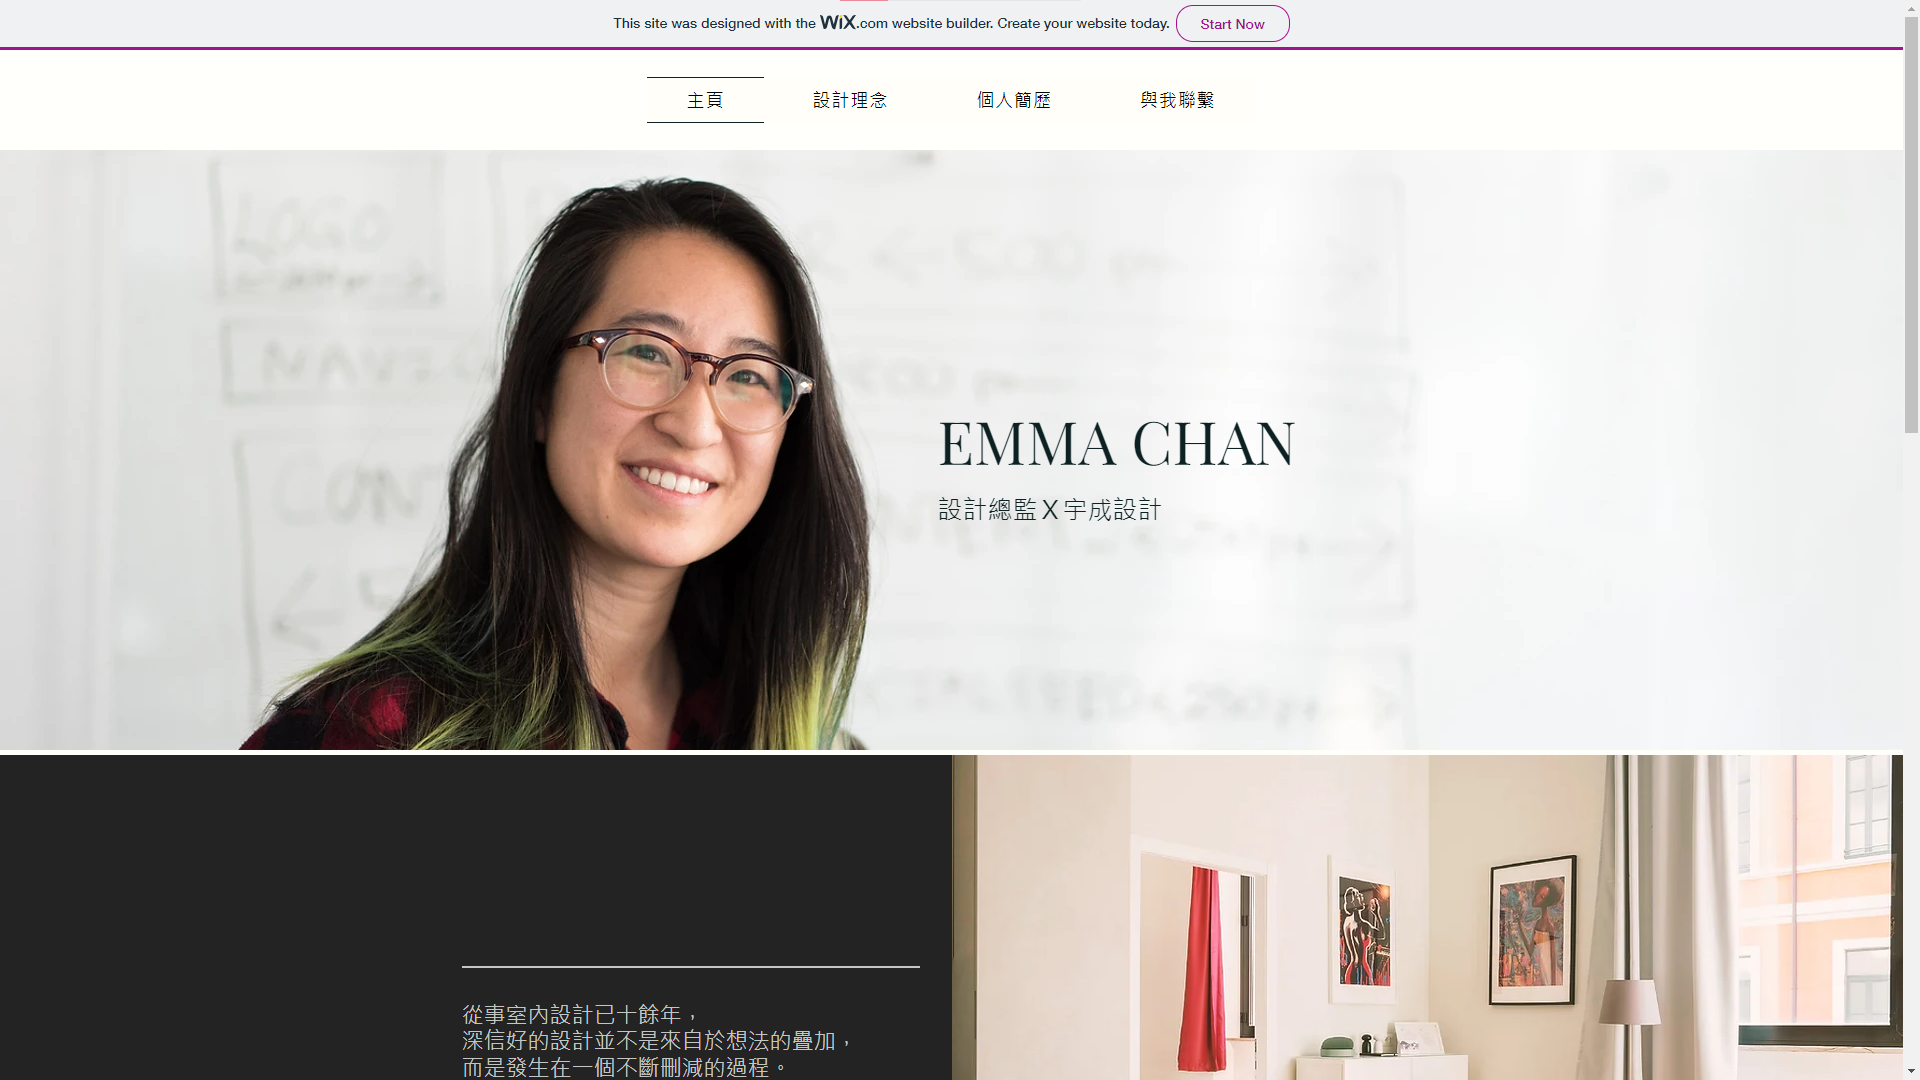 This site was designed with the WiX.com website builder. Create your website today. Start Now
主頁 設計理念 個人簡歷 與我聯繫
LOGO
EMMA CHAN
設計總監 X 宇成設計
從事室內設計已十餘年，
深信好的設計並不是來自於想法的疊加，
而是發生在一個不斷刪減的過程。